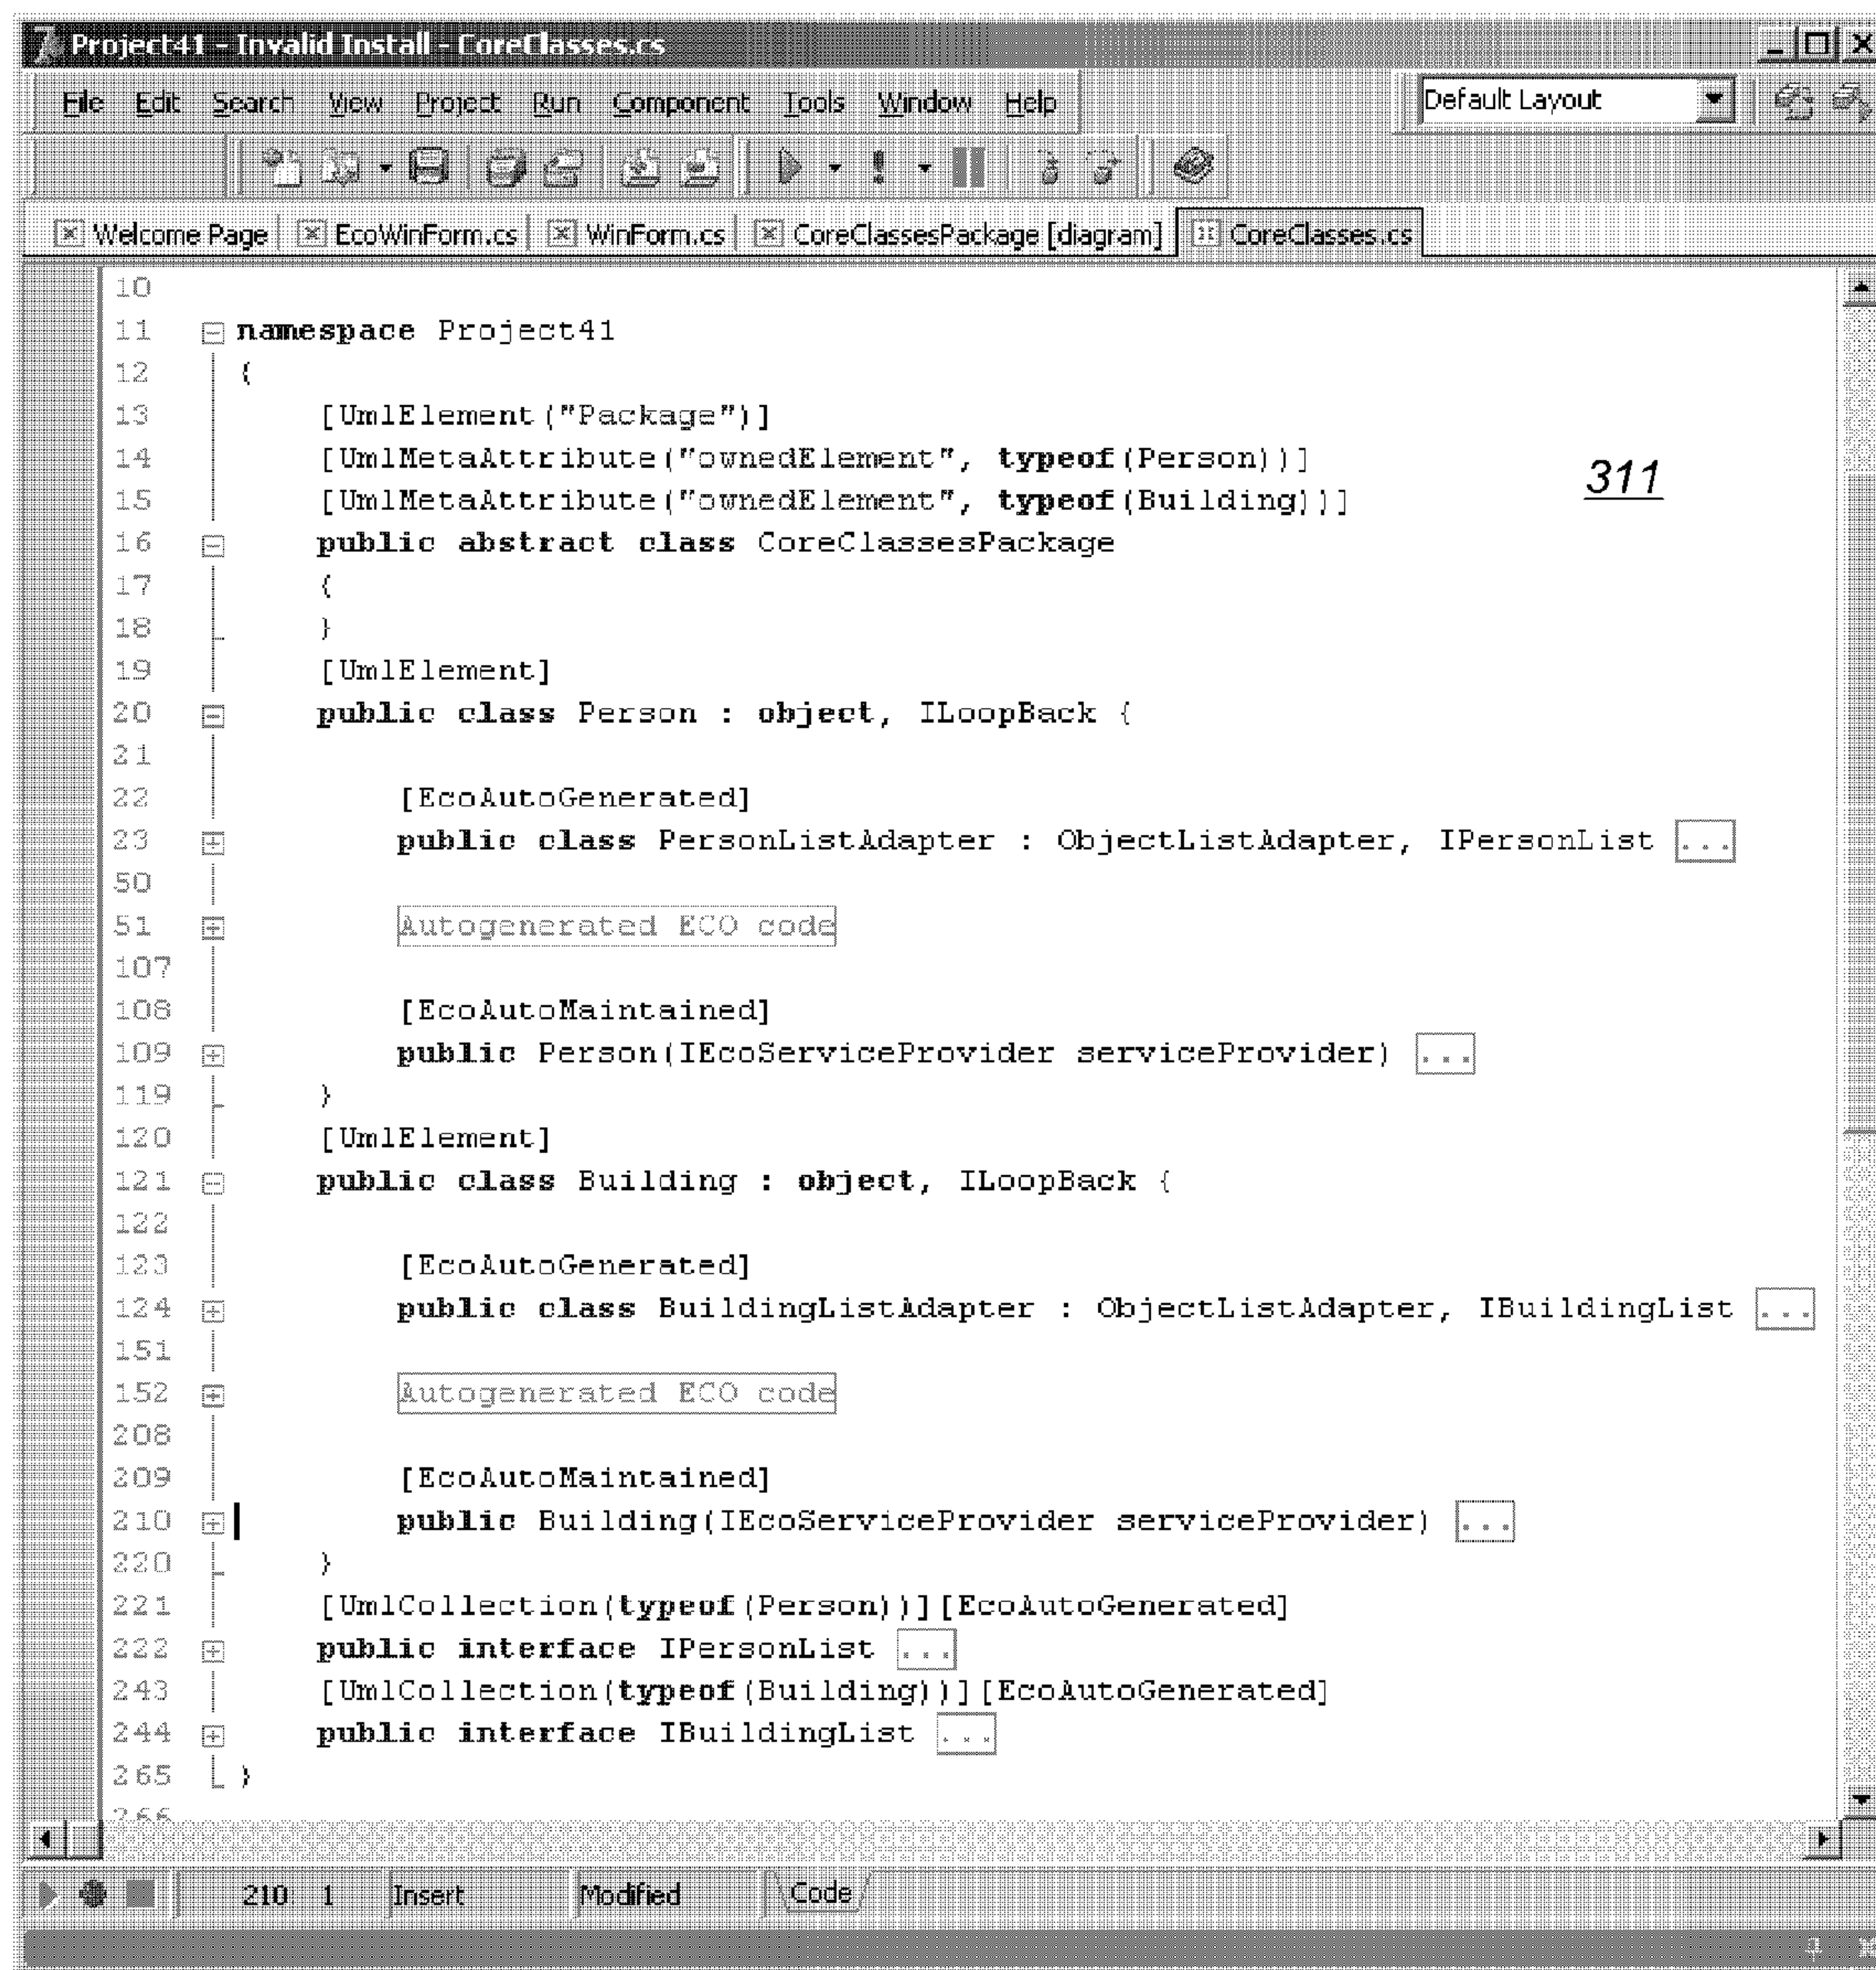 Project41 - Invalid Install - CoreClasses.cs
File Edit Search View Project Run Component Tools Window Help
Default Layout
Welcome Page EcoWinForm.cs WinForm.cs CoreClassesPackage [diagram] CoreClasses.cs
10
11 namespace Project41
12 {
13 [UmlElement("Package")]
14 [UmlMetaAttribute("ownedElement", typeof(Person))]
311
15 [UmlMetaAttribute("ownedElement", typeof(Building))]
16 public abstract class CoreClassesPackage
17 {
18 }
19 [UmlElement]
20 public class Person : object, ILoopBack {
21
22 [EcoAutoGenerated]
23 public class PersonListAdapter : ObjectListAdapter, IPersonList ...
50
51 Autogenerated ECO code
107
108 [EcoAutoMaintained]
109 public Person(IEcoServiceProvider serviceProvider) ...
119 }
120 [UmlElement]
121 public class Building : object, ILoopBack {
122
123 [EcoAutoGenerated]
124 public class BuildingListAdapter : ObjectListAdapter, IBuildingList ...
151
152 Autogenerated ECO code
208
209 [EcoAutoMaintained]
210 public Building(IEcoServiceProvider serviceProvider) ...
220 }
221 [UmlCollection(typeof(Person))][EcoAutoGenerated]
222 public interface IPersonList ...
243 [UmlCollection(typeof(Building))][EcoAutoGenerated]
244 public interface IBuildingList ...
265 }
266
210 1 Insert Modified Code